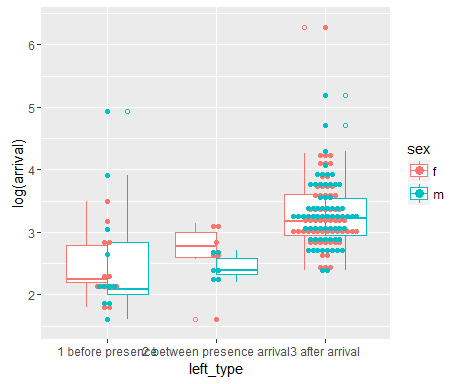 6
5
4
3
2
log(arrival)
1 before presence
2 between presence arrival
3 after arrival
left_type
sex
f
m